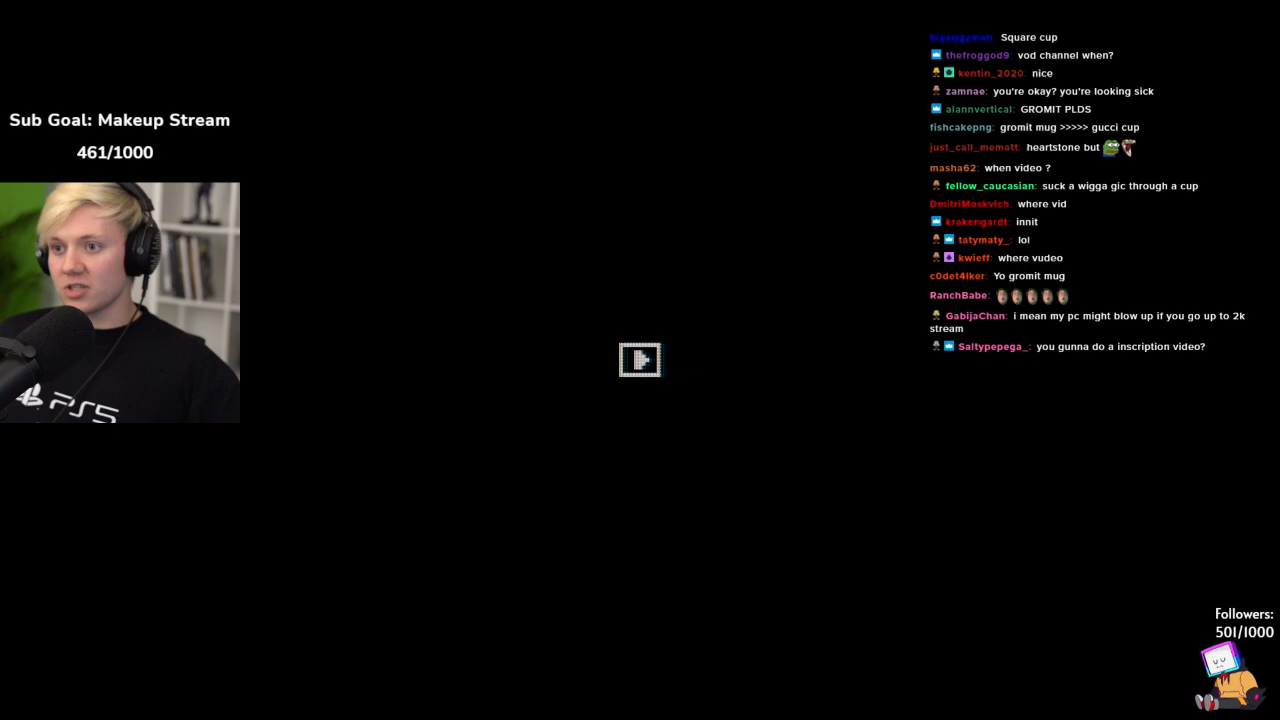 Sub Goal: Makeup Stream
461/1000
PS5
bigoggyman Square cup
thefroggod9: vod channel when?
kentin_2020: nice
zamnae: you're okay? you're looking sick
alannvertical: GROMIT PLDS
fishcakepng: gromit mug >>>>> gucci cup
just_call_mematt: heartstone but
masha62: when video ?
fellow_caucasian: suck a wigga gic through a cup
DmitriMoskvich: where vid
krakengardt: innit
tatymaty_: lol
kwieff: where vudeo
c0det4lker: Yo gromit mug
RanchBabe:
GabijaChan: i mean my pc might blow up if you go up to 2k
stream
Saltypepega_: you gunna do a inscription video?
Followers:
501/1000